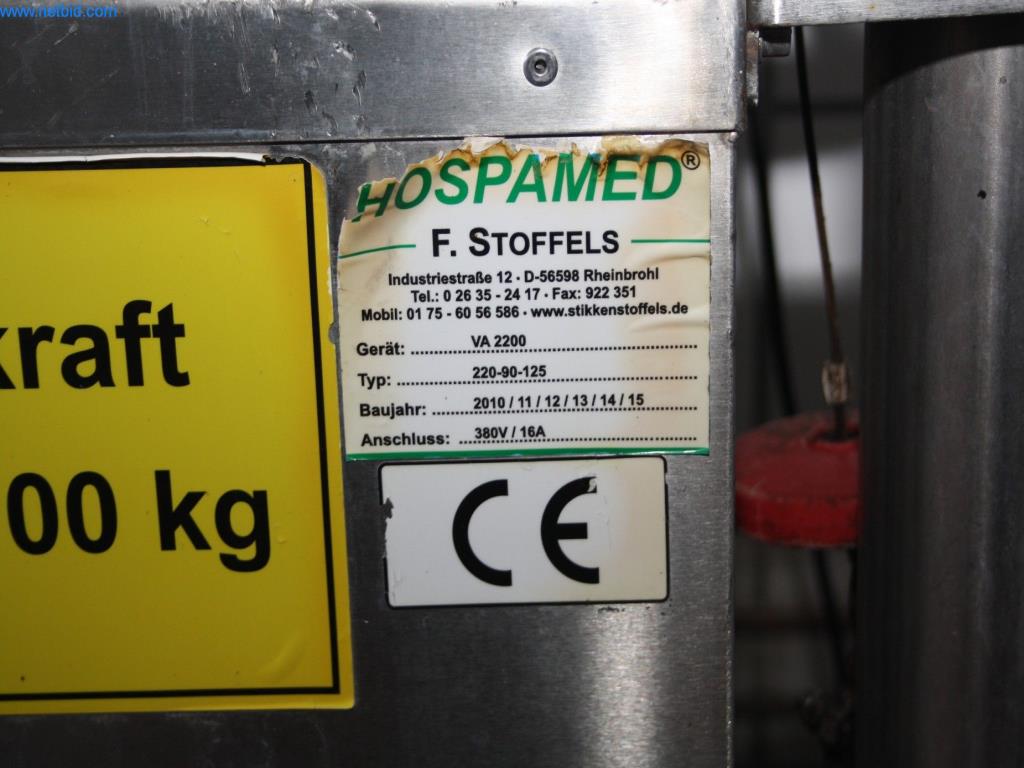 www.netbid.com
HOSPAMED®
F. STOFFELS
Industriestraße 12 · D-56598 Rheinbrohl
Tel.: 0 26 35 - 24 17 · Fax: 922 351
Mobil: 01 75 - 60 56 586 · www.stikkenstoffels.de
Gerät: VA 2200
Typ: 220-90-125
Baujahr: 2010 / 11 / 12 / 13 / 14 / 15
Anschluss: 380V / 16A
CE
kraft
00 kg